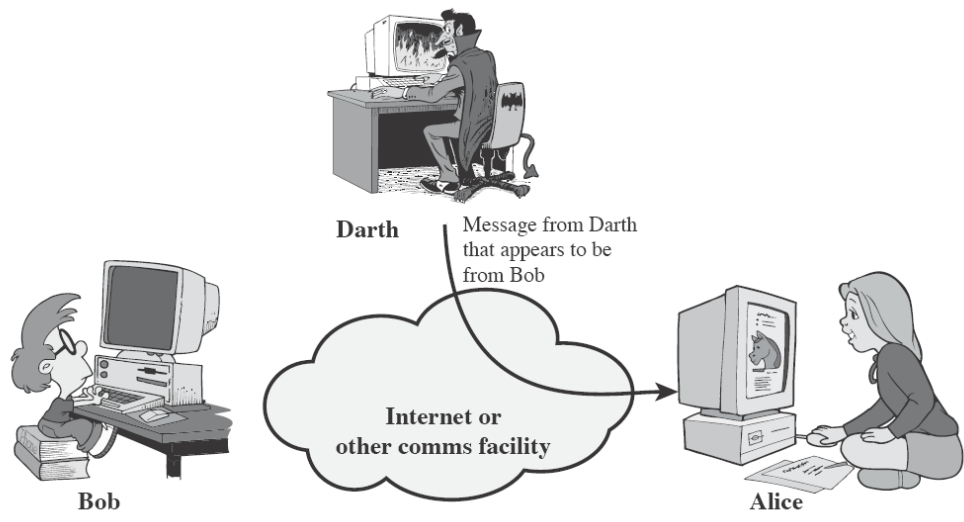 Darth
Message from Darth
that appears to be
from Bob
Internet or
other comms facility
Bob
Alice